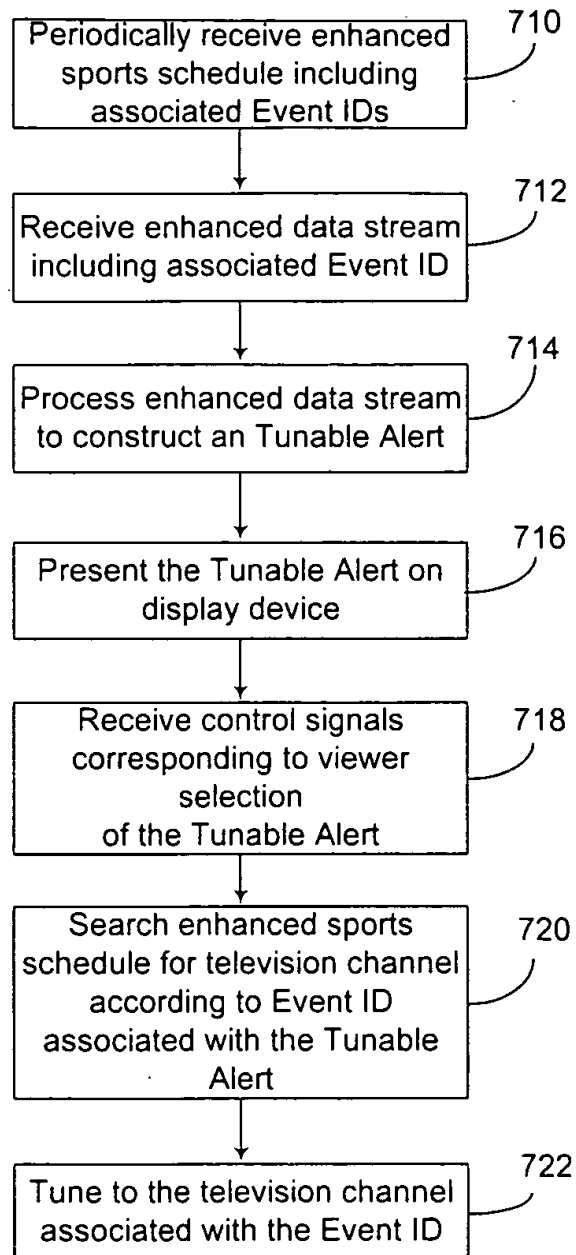 710
Periodically receive enhanced
sports schedule including
associated Event IDs
712
Receive enhanced data stream
including associated Event ID
714
Process enhanced data stream
to construct an Tunable Alert
716
Present the Tunable Alert on
display device
718
Receive control signals
corresponding to viewer
selection
of the Tunable Alert
720
Search enhanced sports
schedule for television channel
according to Event ID
associated with the Tunable
Alert
722
Tune to the television channel
associated with the Event ID